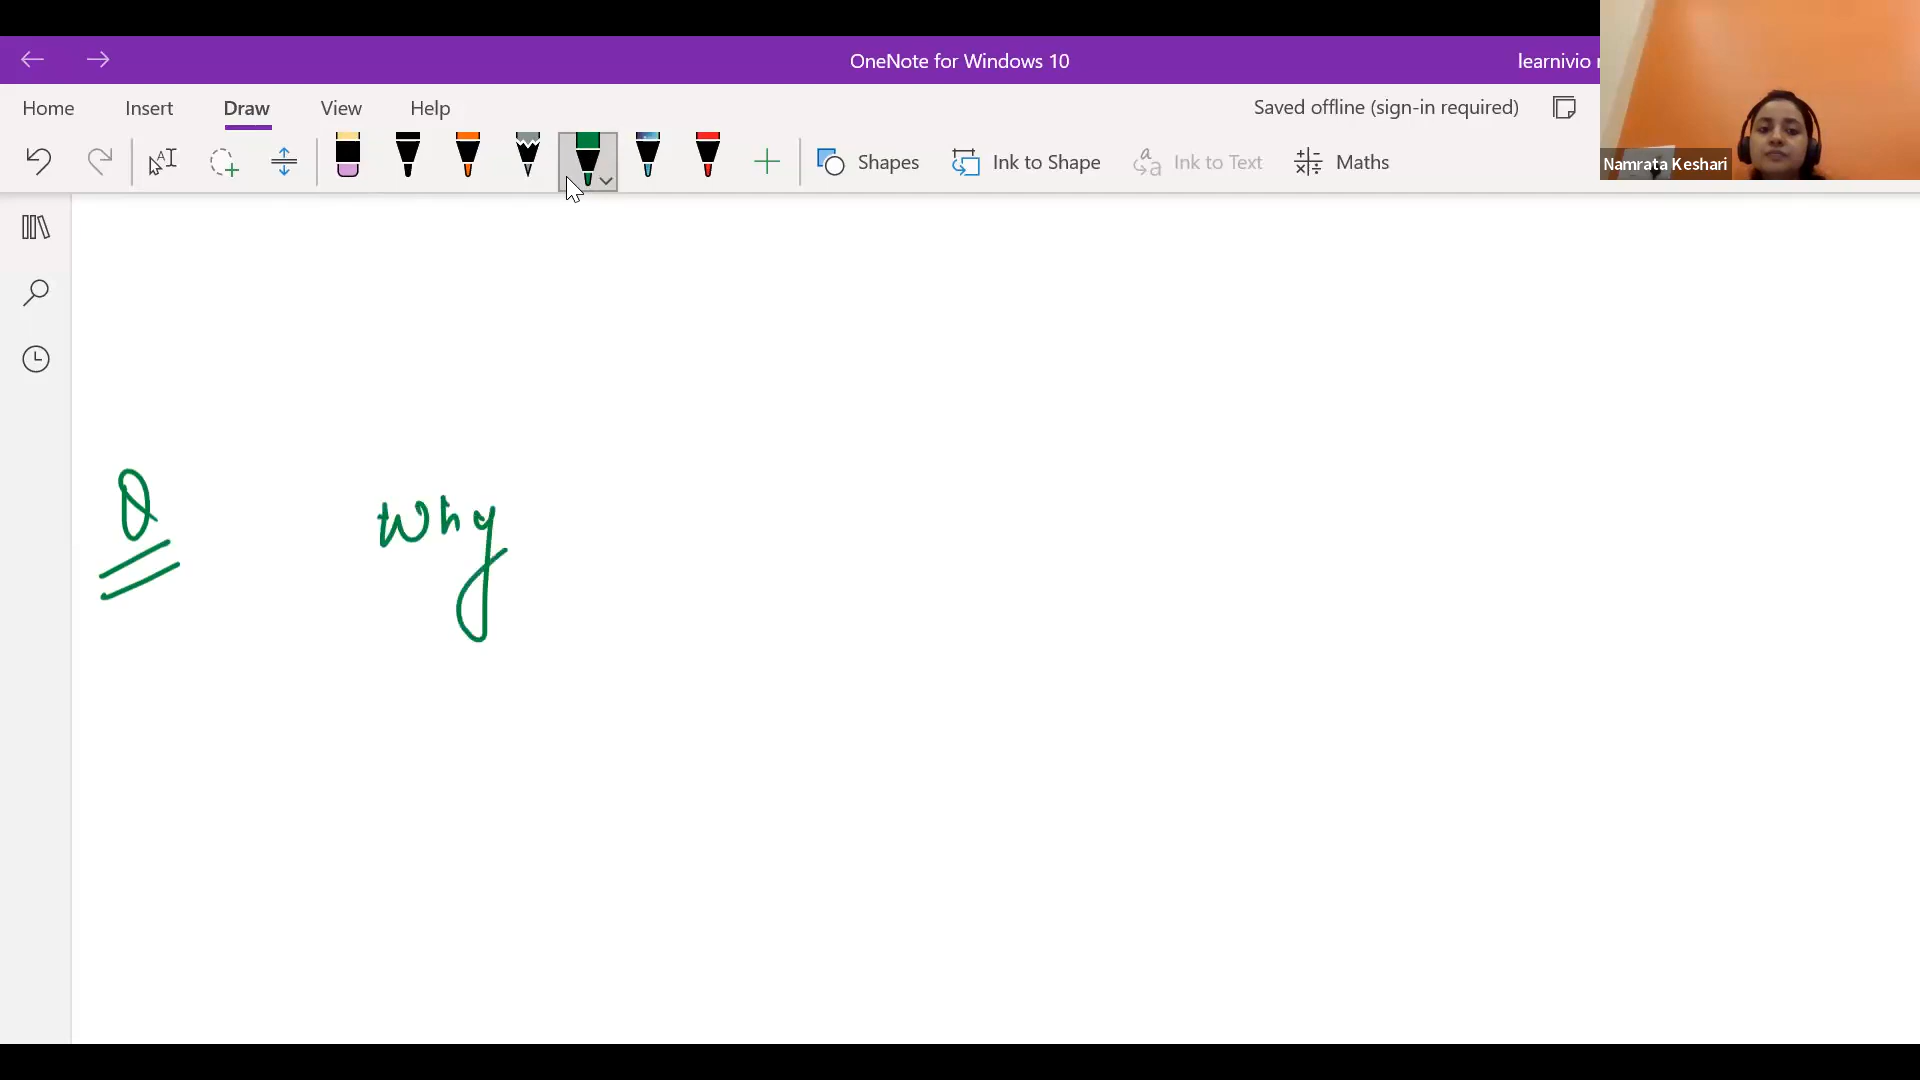 OneNote for Windows 10
learnivio
Home Insert Draw View Help
Saved offline (sign-in required)
Shapes Ink to Shape Ink to Text Maths
Namrata Keshari
Q Why